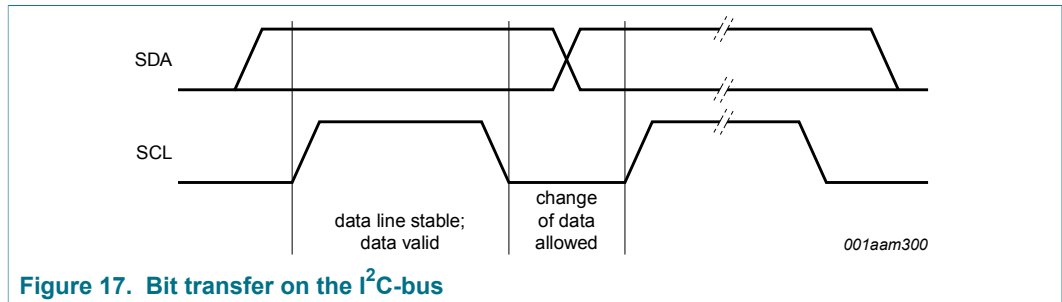 SDA
SCL
data line stable;
data valid
change
of data
allowed
001aam300
Figure 17. Bit transfer on the I²C-bus